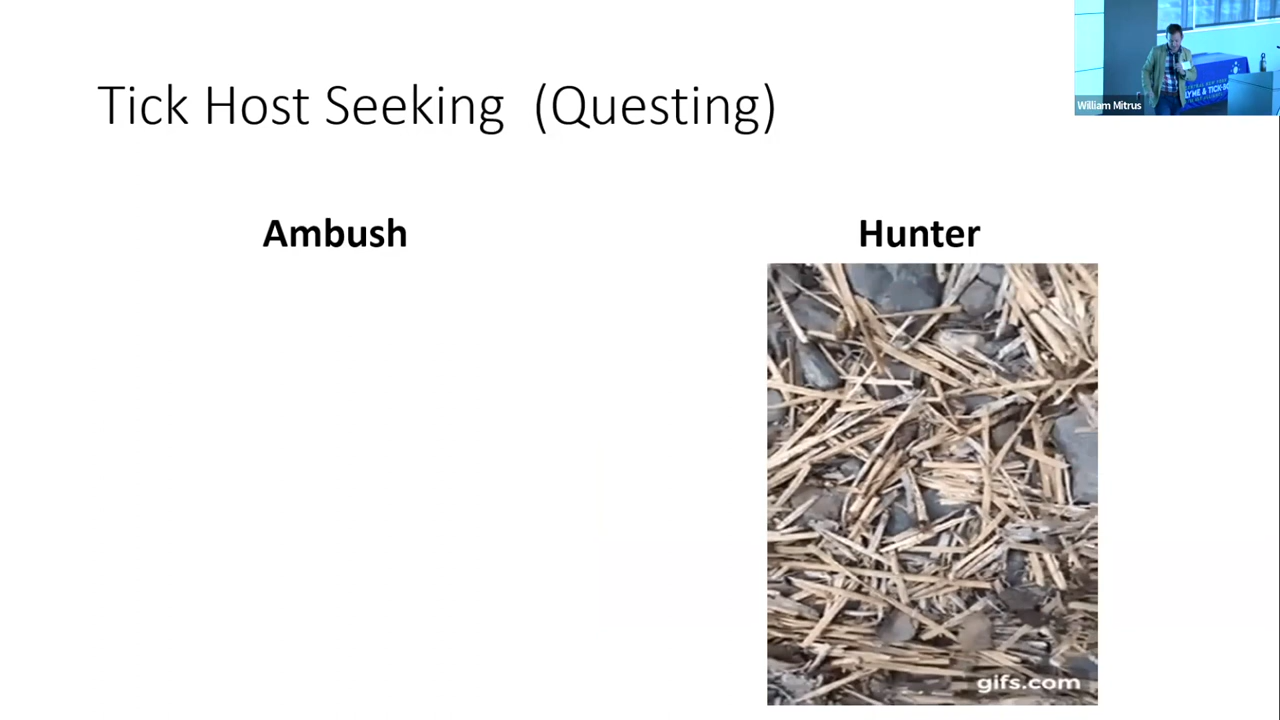 Tick Host Seeking (Questing)
William Mitrus
Ambush
Hunter
gifs.com